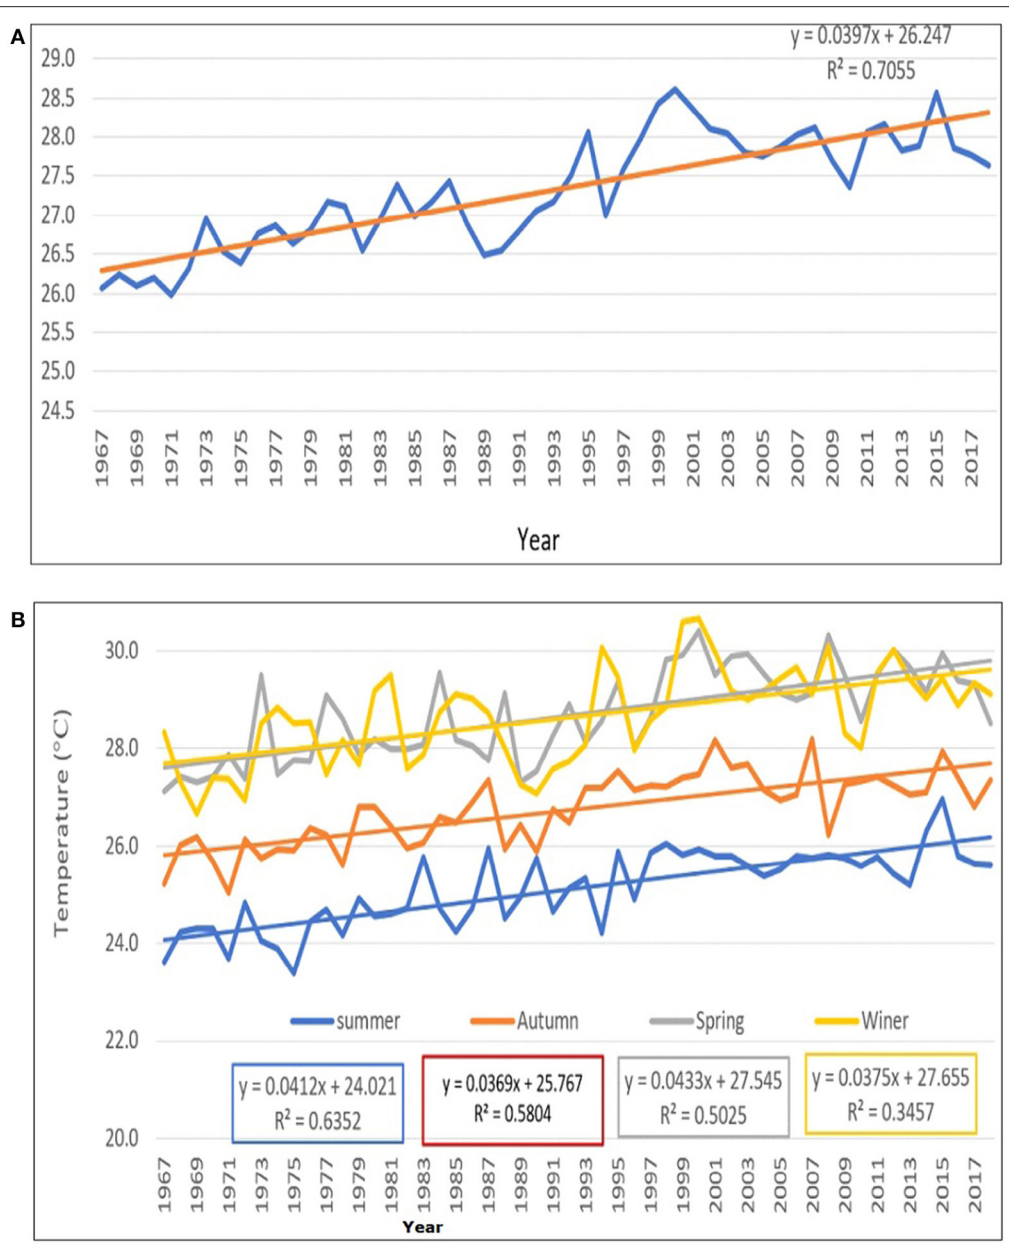 A
y = 0.0397x + 26.247
R² = 0.7055
29.0
28.5
28.0
27.5
27.0
26.5
26.0
25.5
25.0
24.5
1967 1969 1971 1973 1975 1977 1979 1981 1983 1985 1987 1989 1991 1993 1995 1997 1999 2001 2003 2005 2007 2009 2011 2013 2015 2017
Year
B
Temperature (°C)
30.0
28.0
26.0
24.0
22.0
20.0
summer Autumn Spring Winer
y = 0.0412x + 24.021
R² = 0.6352
y = 0.0369x + 25.767
R² = 0.5804
y = 0.0433x + 27.545
R² = 0.5025
y = 0.0375x + 27.655
R² = 0.3457
1967 1969 1971 1973 1975 1977 1979 1981 1983 1985 1987 1989 1991 1993 1995 1997 1999 2001 2003 2005 2007 2009 2011 2013 2015 2017
Year